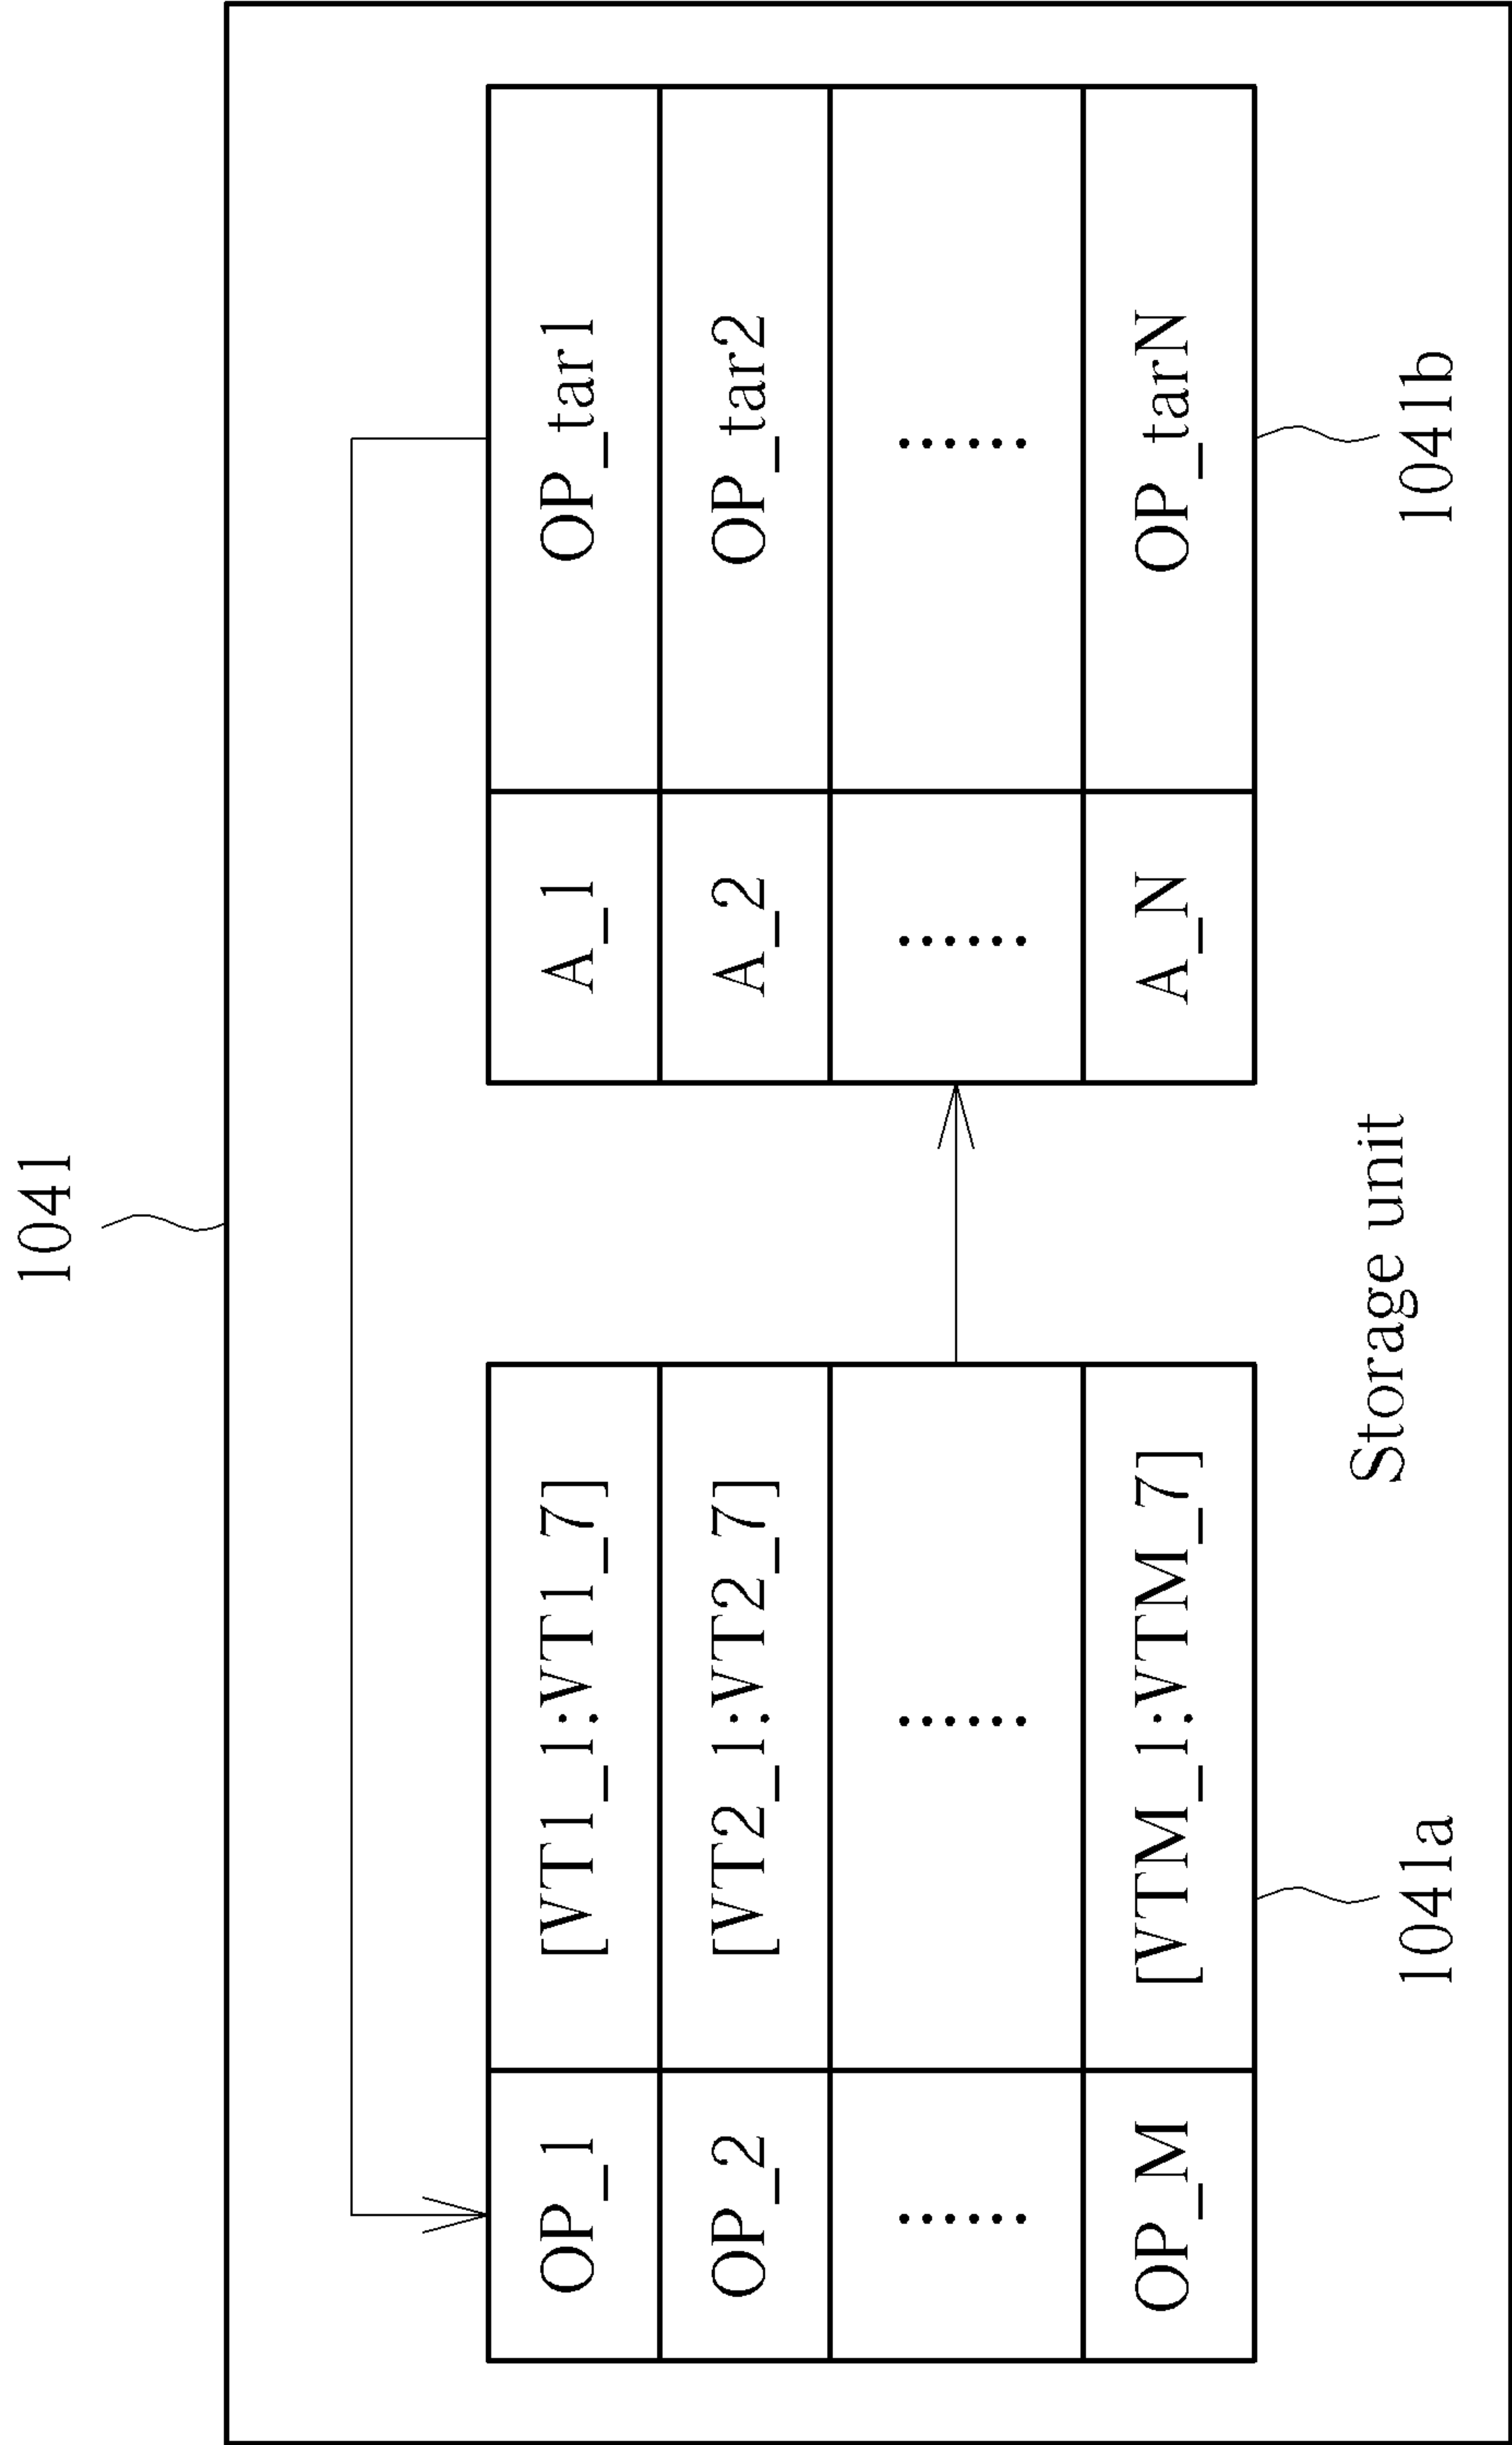 1041
OP_1 [VT1_1:VT1_7] A_1 OP_tar1
OP_2 [VT2_1:VT2_7] A_2 OP_tar2
...... ...... ...... ......
OP_M [VTM_1:VTM_7] A_N OP_tarN
Storage unit
1041a 1041b